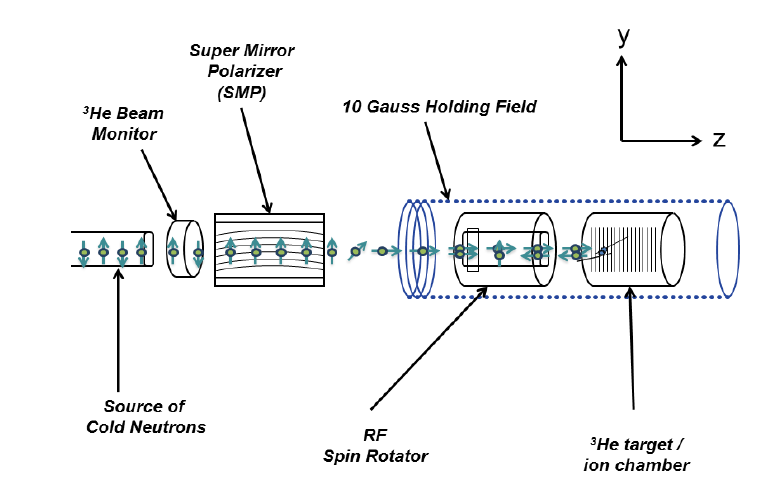 Super Mirror
Polarizer
(SMP)
³He Beam
Monitor
10 Gauss Holding Field
y
z
Source of
Cold Neutrons
RF
Spin Rotator
³He target /
ion chamber